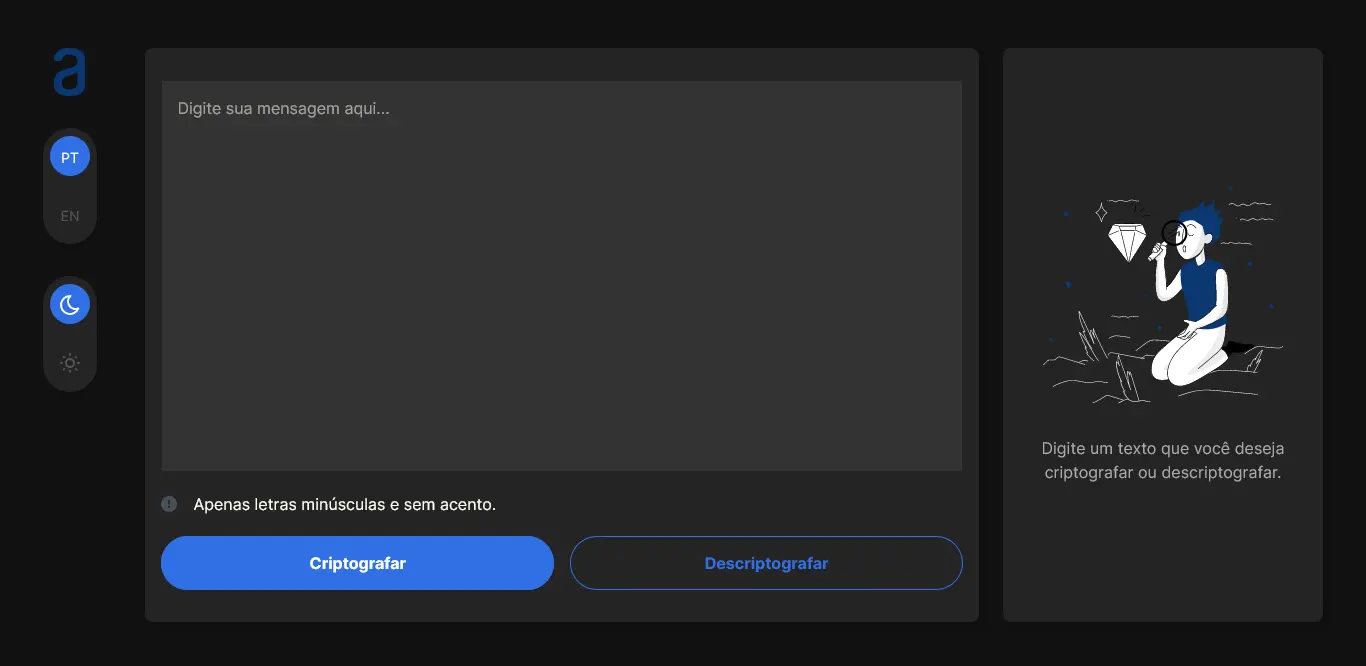 a
PT
EN
Digite sua mensagem aqui...
Apenas letras minúsculas e sem acento.
Criptografar
Descriptografar
Digite um texto que você deseja
criptografar ou descriptografar.